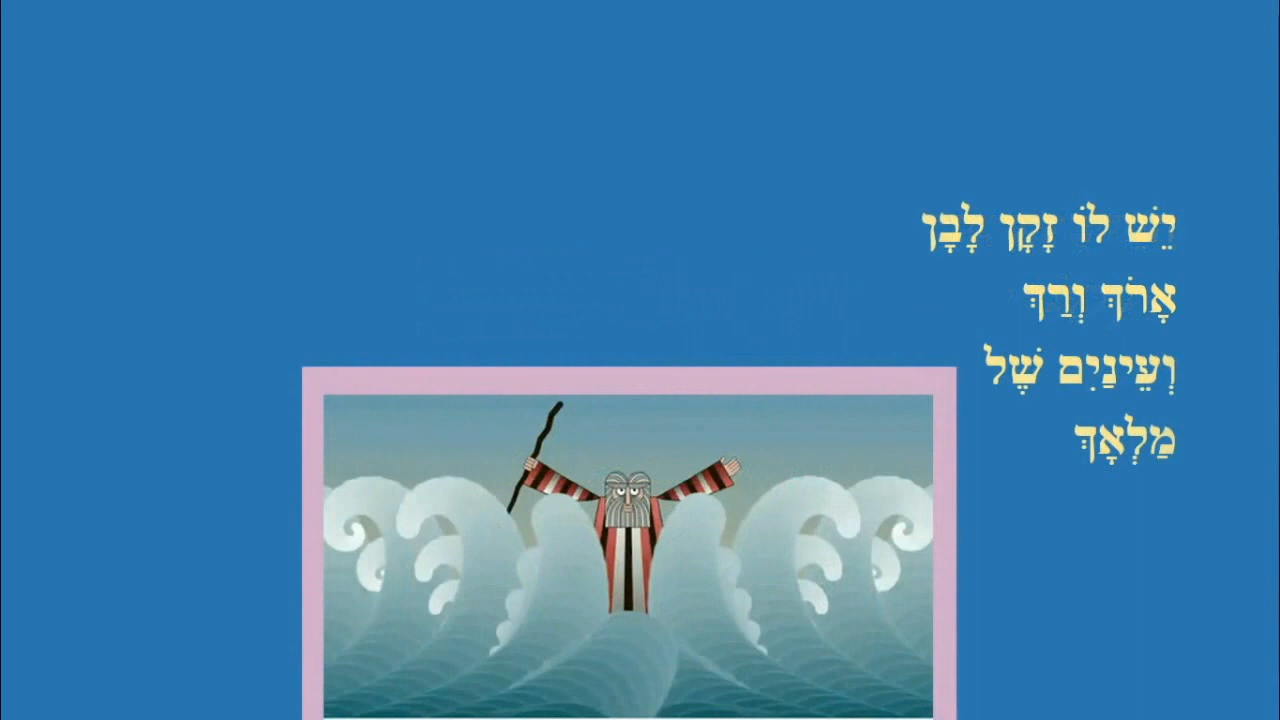 יֵשׁ לוֹ זָקָן לָבָן
אָרֹךְ וְרַךְ
וְעֵינַיִם שֶׁל
מַלְאָךְ